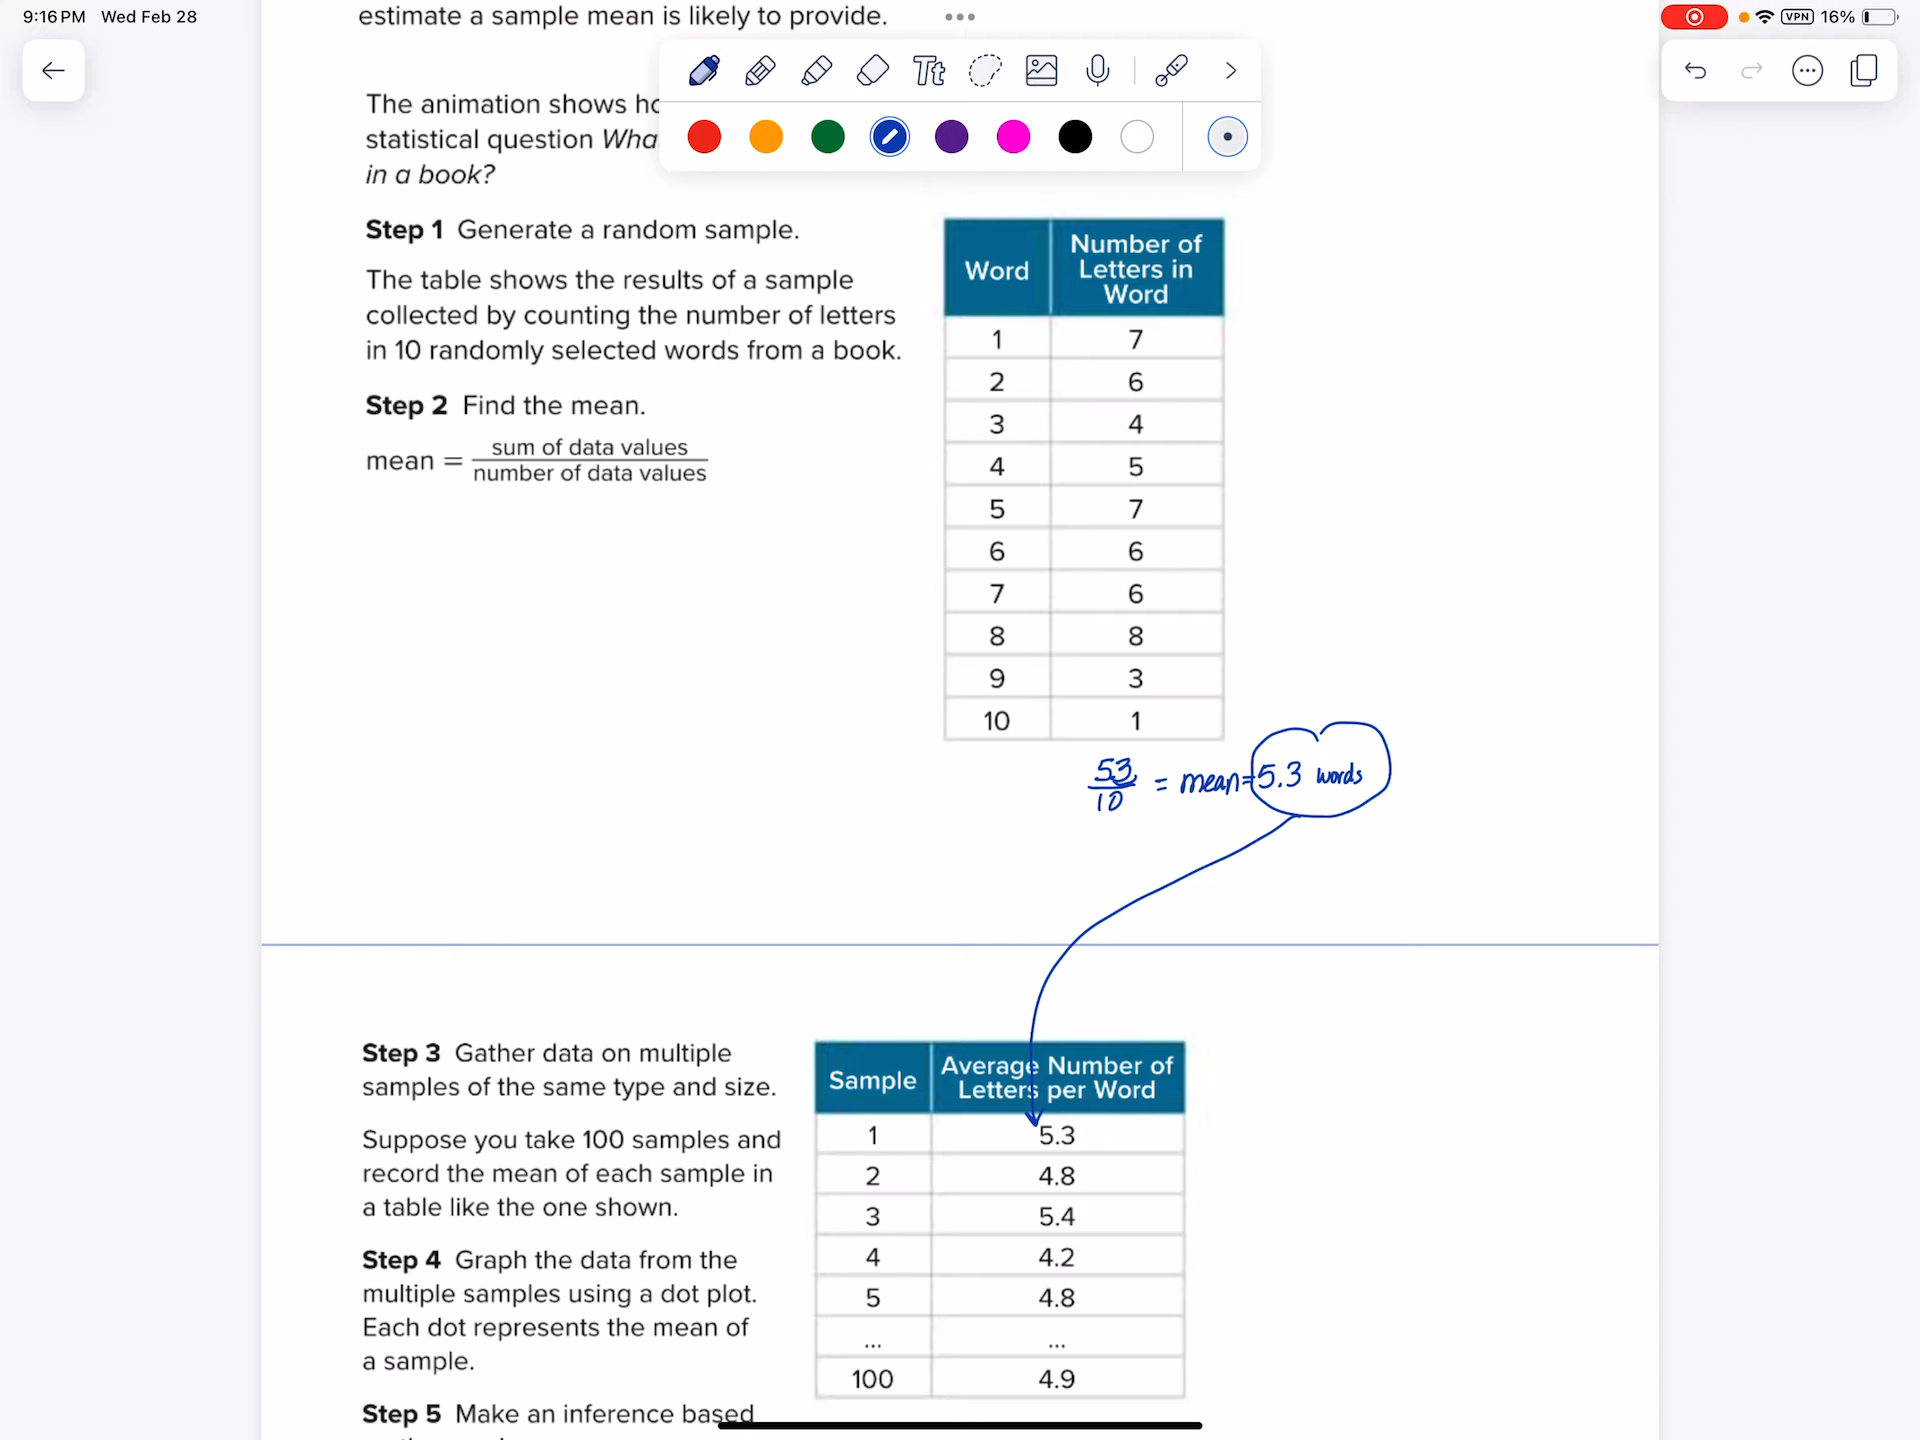 9:16 PM Wed Feb 28
VPN 16%
estimate a sample mean is likely to provide.
Tt
The animation shows ho
statistical question Wha
in a book?
Step 1 Generate a random sample.
The table shows the results of a sample
collected by counting the number of letters
in 10 randomly selected words from a book.
Step 2 Find the mean.
mean = sum of data values
number of data values
Word Number of
Letters in
Word
1 7
2 6
3 4
4 5
5 7
6 6
7 6
8 8
9 3
10 1
53
10
= mean=5.3 words
Step 3 Gather data on multiple
samples of the same type and size.
Suppose you take 100 samples and
record the mean of each sample in
a table like the one shown.
Step 4 Graph the data from the
multiple samples using a dot plot.
Each dot represents the mean of
a sample.
Step 5 Make an inference based
Sample Average Number of
Letters per Word
1 5.3
2 4.8
3 5.4
4 4.2
5 4.8
... ...
100 4.9